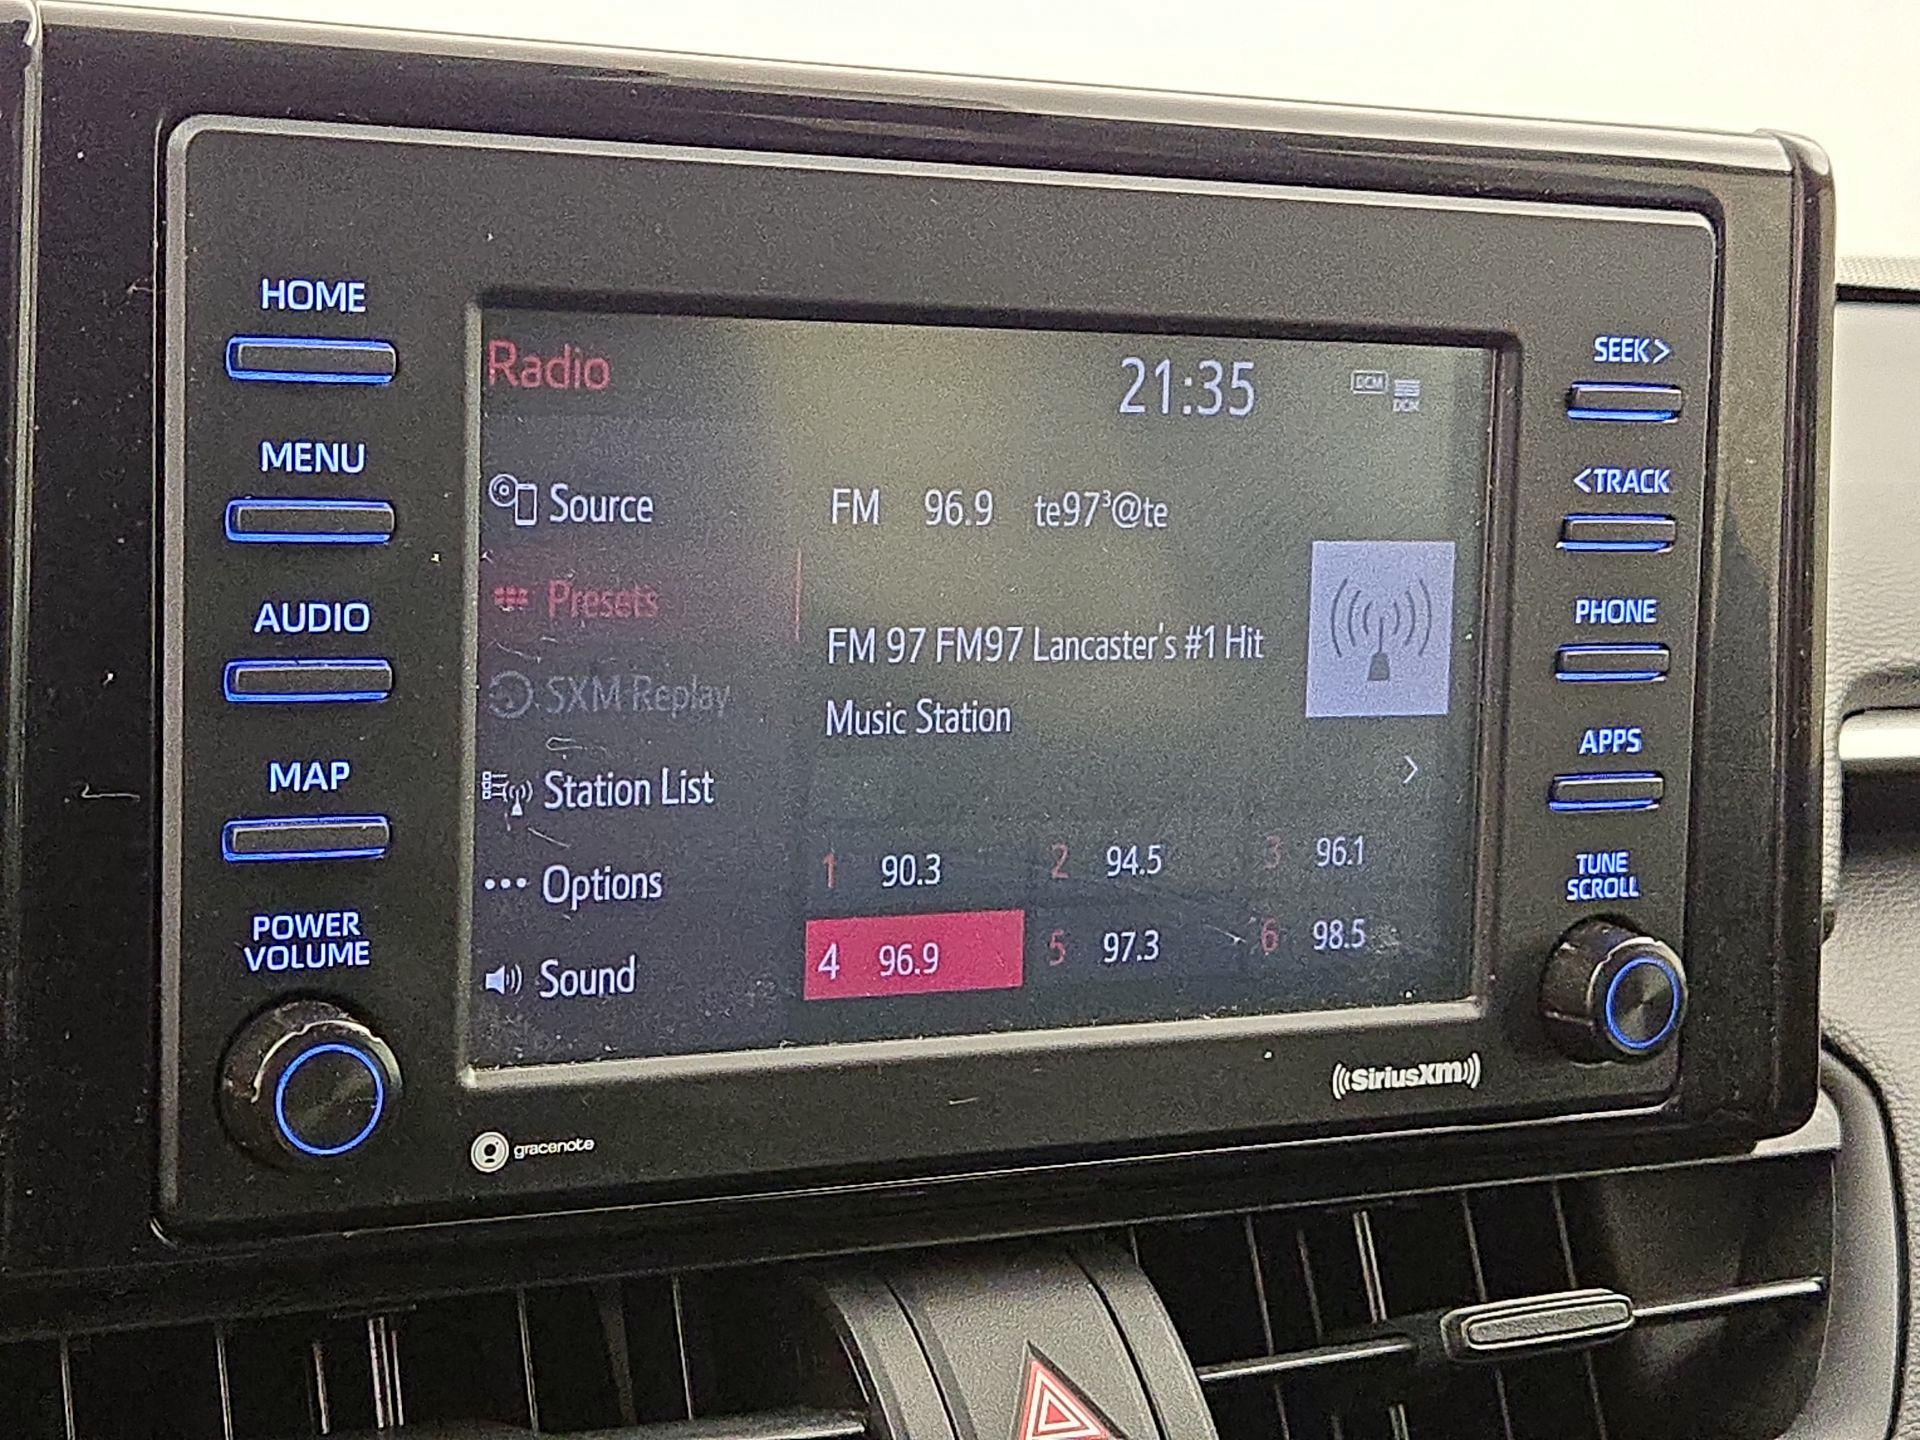 HOME
MENU
AUDIO
MAP
POWER
VOLUME
Radio
21:35
DCM
DCM
Source
Presets
SXM Replay
Station List
Options
Sound
FM 96.9 te97³@te
FM 97 FM97 Lancaster's #1 Hit
Music Station
>
1 90.3 2 94.5 3 96.1
4 96.9 5 97.3 6 98.5
SEEK>
<TRACK
PHONE
APPS
TUNE
SCROLL
gracenote
((SiriusXM))